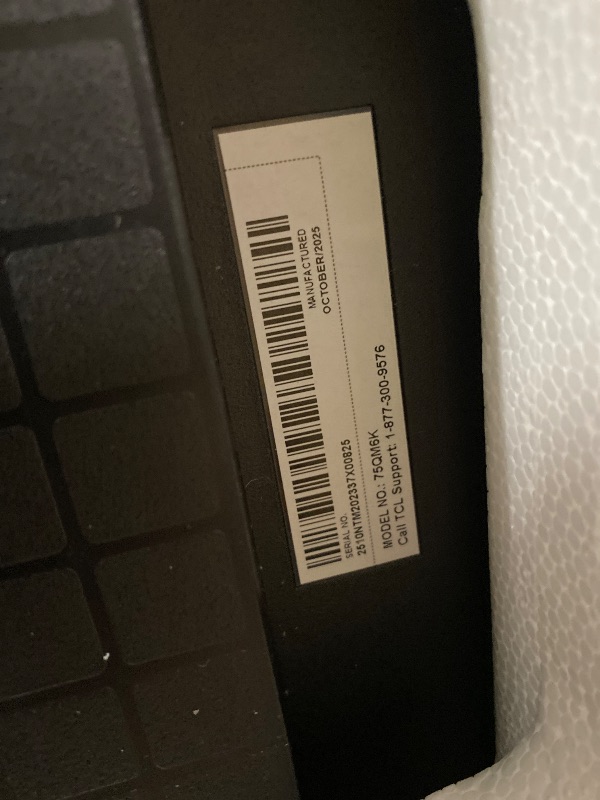 MANUFACTURED
OCTOBER/2025
SERIAL NO.
2510NTM202337X00825
MODEL NO.: 75QM6K
Call TCL Support: 1-877-300-9576